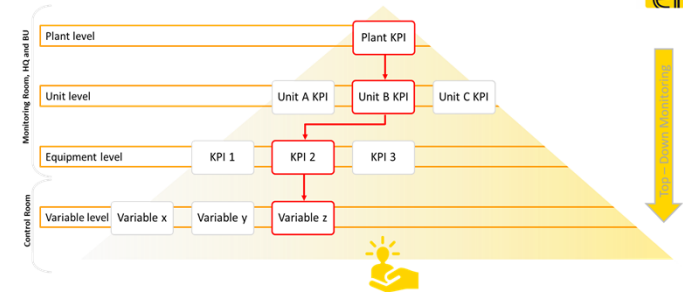 Monitoring Room, HQ and BU
Plant level
Plant KPI
Unit level
Unit A KPI
Unit B KPI
Unit C KPI
Equipment level
KPI 1
KPI 2
KPI 3
Control Room
Variable level
Variable x
Variable y
Variable z
Top – Down Monitoring